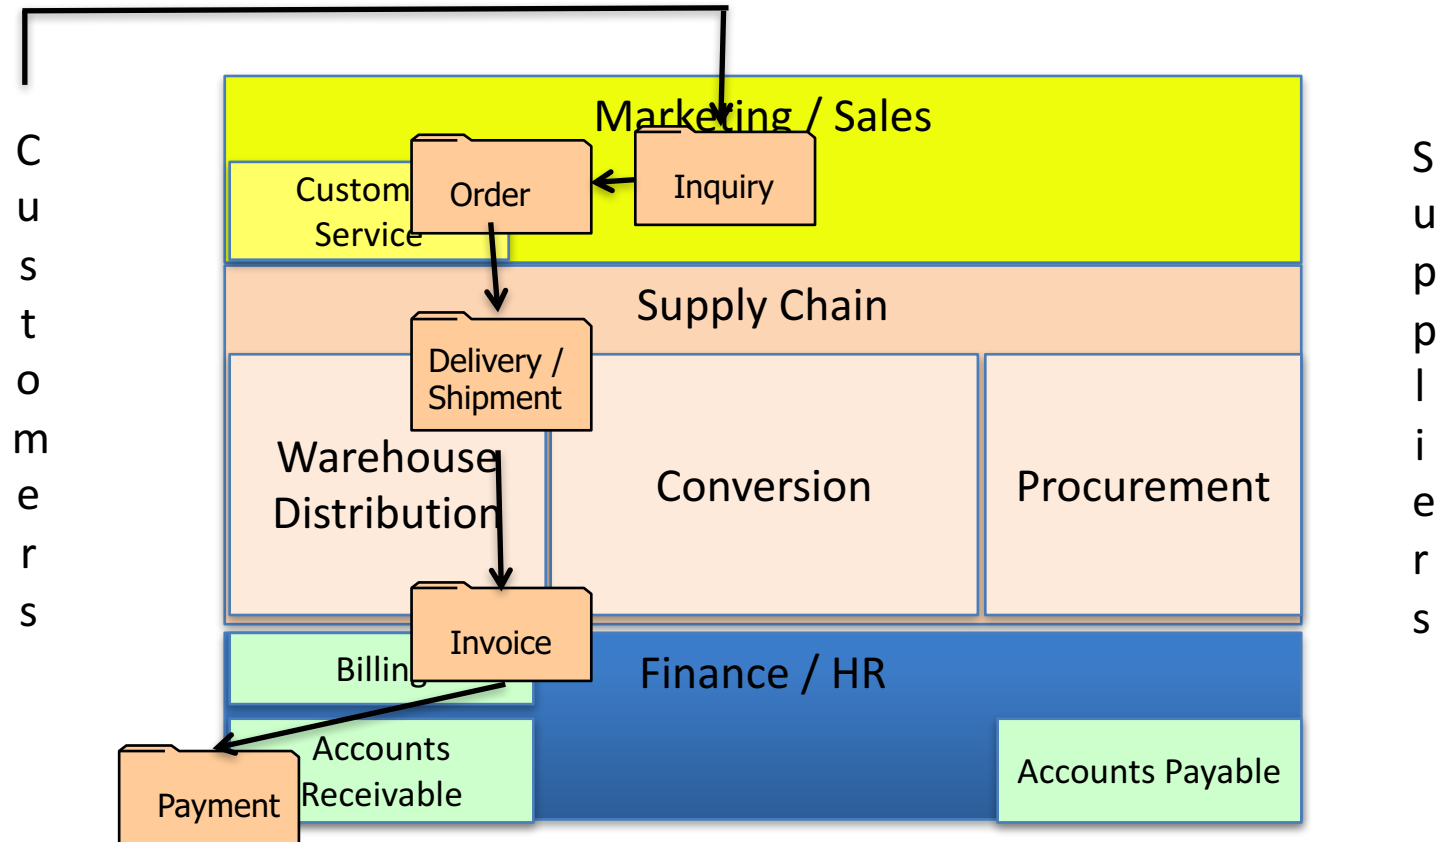 Customers
Marketing / Sales
Custom
Service
Order
Inquiry
Supply Chain
Delivery /
Shipment
Warehouse
Distribution
Conversion
Procurement
Invoice
Billing
Finance / HR
Accounts
Receivable
Payment
Accounts Payable
Suppliers